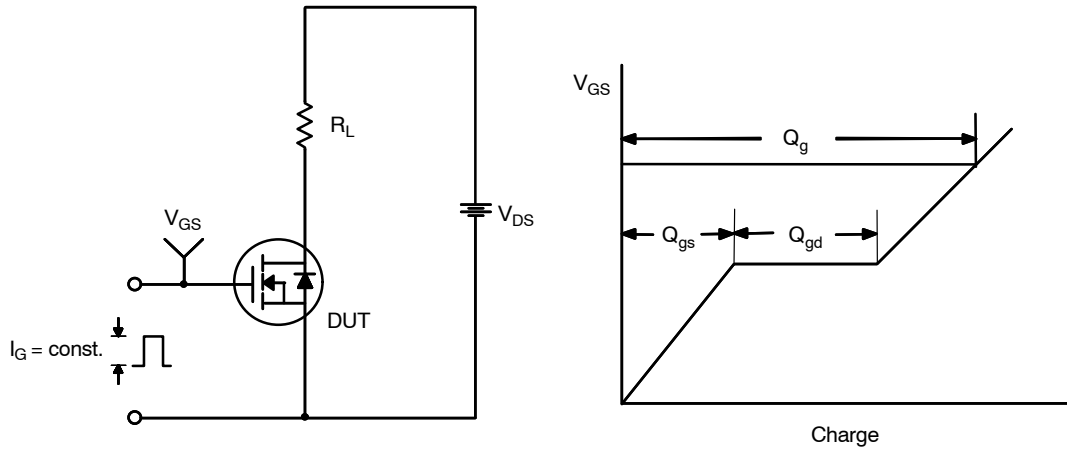 R_L
V_GS
V_DS
DUT
I_G = const.
V_GS
Q_g
Q_gs
Q_gd
Charge